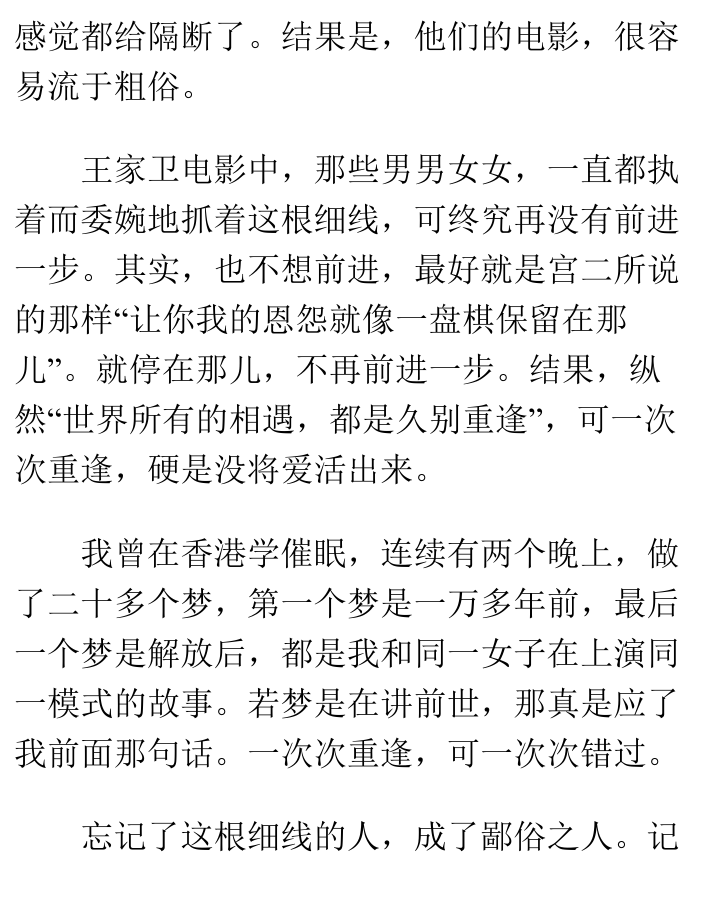 感觉都给隔断了。结果是，他们的电影，很容
易流于粗俗。
王家卫电影中，那些男男女女，一直都执
着而委婉地抓着这根细线，可终究再没有前进
一步。其实，也不想前进，最好就是宫二所说
的那样“让你我的恩怨就像一盘棋保留在那
儿”。就停在那儿，不再前进一步。结果，纵
然“世界所有的相遇，都是久别重逢”，可一次
次重逢，硬是没将爱活出来。
我曾在香港学催眠，连续有两个晚上，做
了二十多个梦，第一个梦是一万多年前，最后
一个梦是解放后，都是我和同一女子在上演同
一模式的故事。若梦是在讲前世，那真是应了
我前面那句话。一次次重逢，可一次次错过。
忘记了这根细线的人，成了鄙俗之人。记